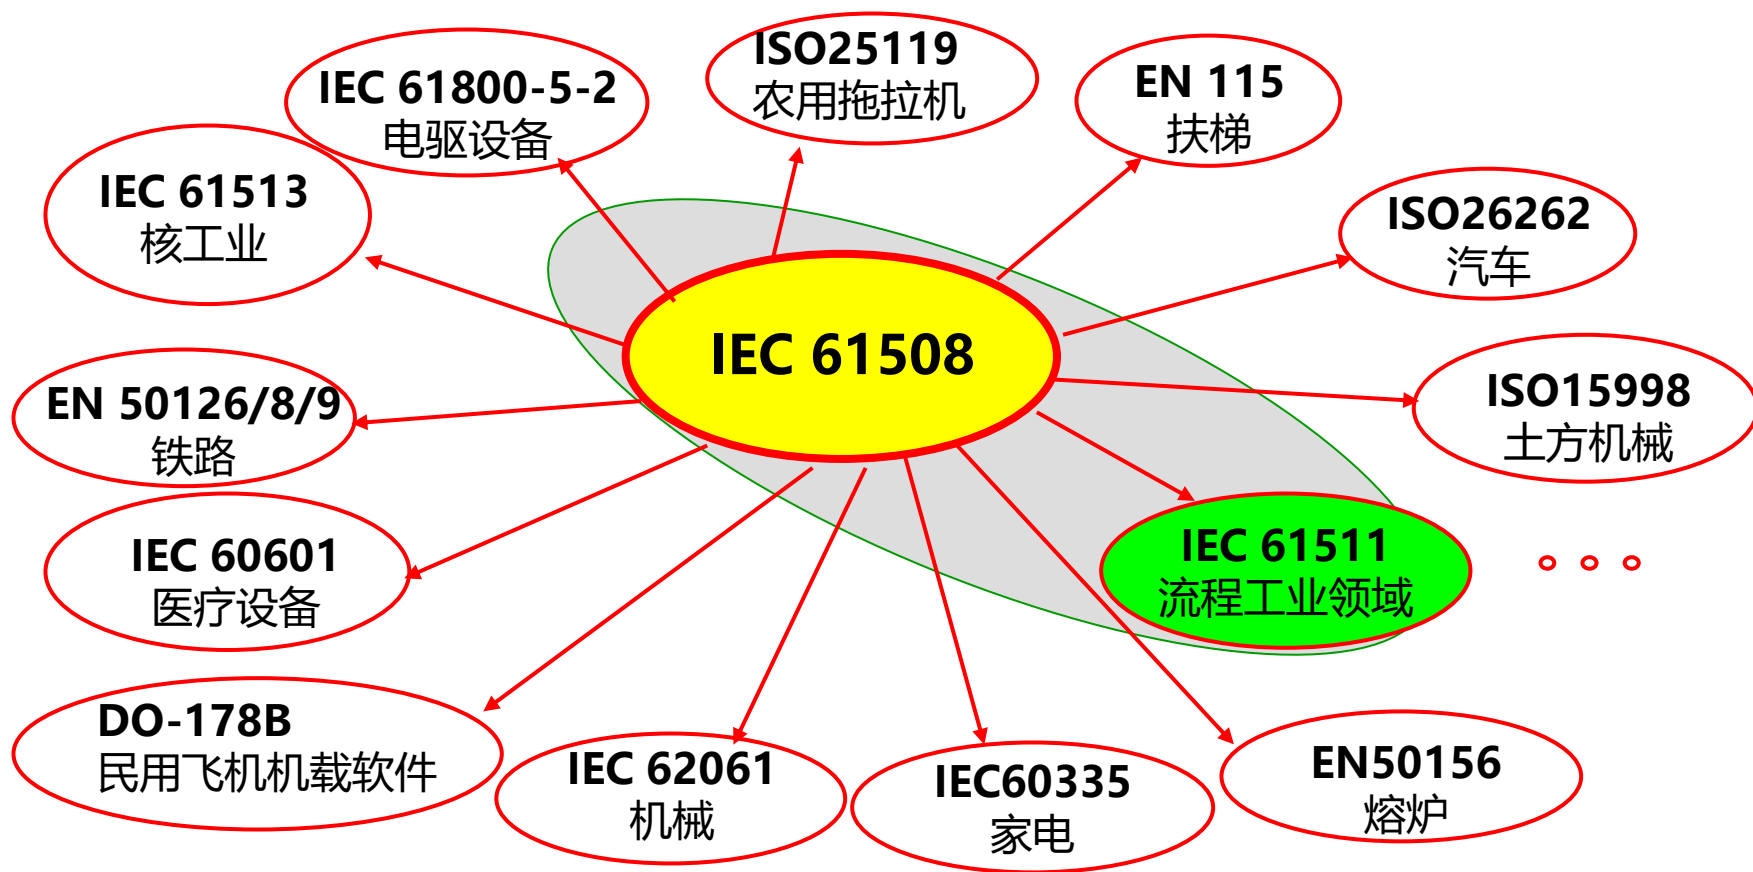 ISO25119
农用拖拉机
IEC 61800-5-2
电驱设备
EN 115
扶梯
IEC 61513
核工业
ISO26262
汽车
IEC 61508
EN 50126/8/9
铁路
ISO15998
土方机械
IEC 60601
医疗设备
IEC 61511
流程工业领域
DO-178B
民用飞机机载软件
IEC 62061
机械
IEC60335
家电
EN50156
熔炉